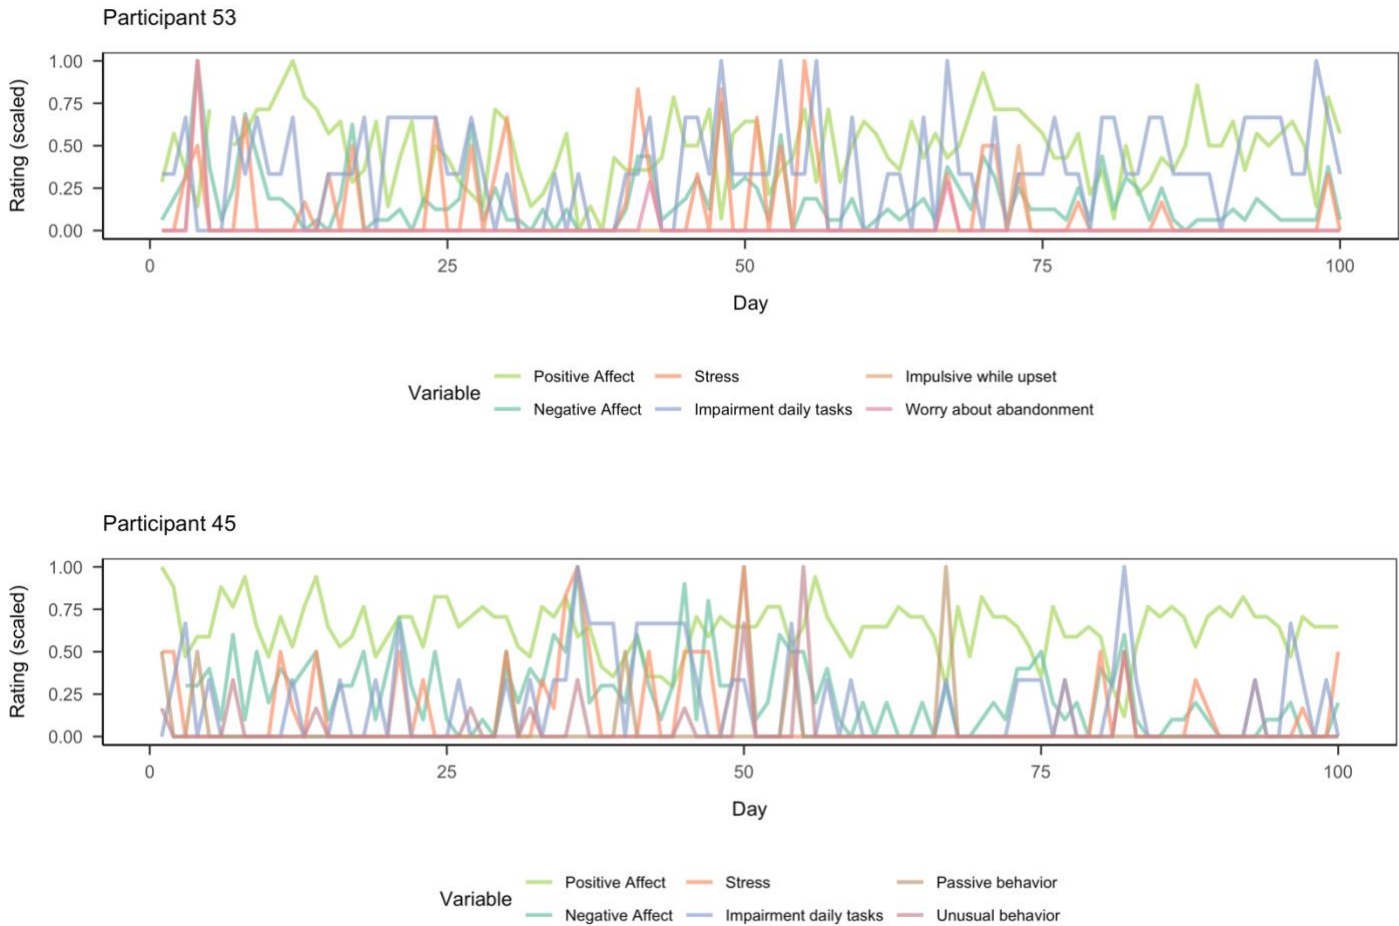 Participant 53
Rating (scaled)
1.00
0.75
0.50
0.25
0.00
0 25 50 75 100
Day
Variable
Positive Affect Stress Impulsive while upset
Negative Affect Impairment daily tasks Worry about abandonment
Participant 45
Rating (scaled)
1.00
0.75
0.50
0.25
0.00
0 25 50 75 100
Day
Variable
Positive Affect Stress Passive behavior
Negative Affect Impairment daily tasks Unusual behavior